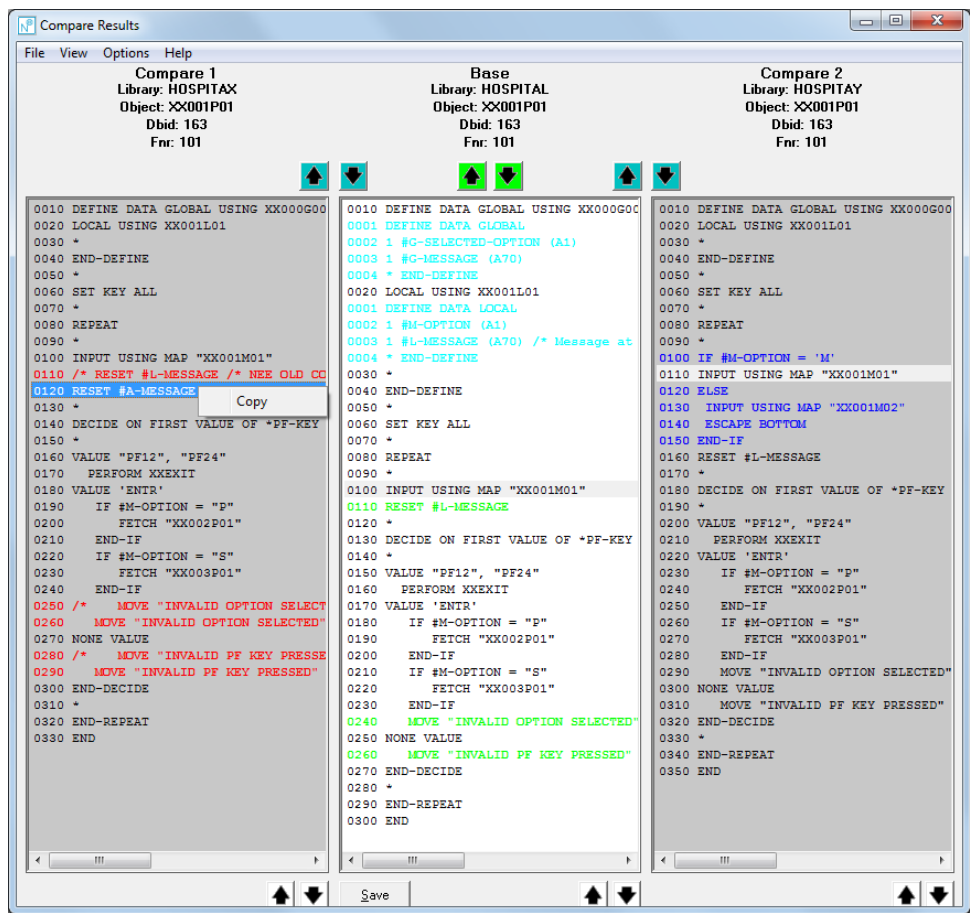 Compare Results
File View Options Help
Compare 1
Library: HOSPITAX
Object: XX001P01
Dbid: 163
Fnr: 101
Base
Library: HOSPITAL
Object: XX001P01
Dbid: 163
Fnr: 101
Compare 2
Library: HOSPITAY
Object: XX001P01
Dbid: 163
Fnr: 101
0010 DEFINE DATA GLOBAL USING XX000G00
0020 LOCAL USING XX001L01
0030 *
0040 END-DEFINE
0050 *
0060 SET KEY ALL
0070 *
0080 REPEAT
0090 *
0100 INPUT USING MAP "XX001M01"
0110 /* RESET #L-MESSAGE /* NEE OLD CO
0120 RESET #A-MESSAGE
Copy
0130 *
0140 DECIDE ON FIRST VALUE OF *PF-KEY
0150 *
0160 VALUE "PF12", "PF24"
0170 PERFORM XXEXIT
0180 VALUE 'ENTR'
0190 IF #M-OPTION = "P"
0200 FETCH "XX002P01"
0210 END-IF
0220 IF #M-OPTION = "S"
0230 FETCH "XX003P01"
0240 END-IF
0250 /* MOVE "INVALID OPTION SELECT
0260 MOVE "INVALID OPTION SELECTED"
0270 NONE VALUE
0280 /* MOVE "INVALID PF KEY PRESSE
0290 MOVE "INVALID PF KEY PRESSED"
0300 END-DECIDE
0310 *
0320 END-REPEAT
0330 END
0010 DEFINE DATA GLOBAL USING XX000G0
0001 DEFINE DATA GLOBAL
0002 1 #G-SELECTED-OPTION (A1)
0003 1 #G-MESSAGE (A70)
0004 * END-DEFINE
0020 LOCAL USING XX001L01
0001 DEFINE DATA LOCAL
0002 1 #M-OPTION (A1)
0003 1 #L-MESSAGE (A70) /* Message at
0004 * END-DEFINE
0030 *
0040 END-DEFINE
0050 *
0060 SET KEY ALL
0070 *
0080 REPEAT
0090 *
0100 INPUT USING MAP "XX001M01"
0110 RESET #L-MESSAGE
0120 *
0130 DECIDE ON FIRST VALUE OF *PF-KEY
0140 *
0150 VALUE "PF12", "PF24"
0160 PERFORM XXEXIT
0170 VALUE 'ENTR'
0180 IF #M-OPTION = "P"
0190 FETCH "XX002P01"
0200 END-IF
0210 IF #M-OPTION = "S"
0220 FETCH "XX003P01"
0230 END-IF
0240 MOVE "INVALID OPTION SELECTED"
0250 NONE VALUE
0260 MOVE "INVALID PF KEY PRESSED"
0270 END-DECIDE
0280 *
0290 END-REPEAT
0300 END
0010 DEFINE DATA GLOBAL USING XX000G00
0020 LOCAL USING XX001L01
0030 *
0040 END-DEFINE
0050 *
0060 SET KEY ALL
0070 *
0080 REPEAT
0090 *
0100 IF #M-OPTION = 'M'
0110 INPUT USING MAP "XX001M01"
0120 ELSE
0130 INPUT USING MAP "XX001M02"
0140 ESCAPE BOTTOM
0150 END-IF
0160 RESET #L-MESSAGE
0170 *
0180 DECIDE ON FIRST VALUE OF *PF-KEY
0190 *
0200 VALUE "PF12", "PF24"
0210 PERFORM XXEXIT
0220 VALUE 'ENTR'
0230 IF #M-OPTION = "P"
0240 FETCH "XX002P01"
0250 END-IF
0260 IF #M-OPTION = "S"
0270 FETCH "XX003P01"
0280 END-IF
0290 MOVE "INVALID OPTION SELECTED"
0300 NONE VALUE
0310 MOVE "INVALID PF KEY PRESSED"
0320 END-DECIDE
0330 *
0340 END-REPEAT
0350 END
Save